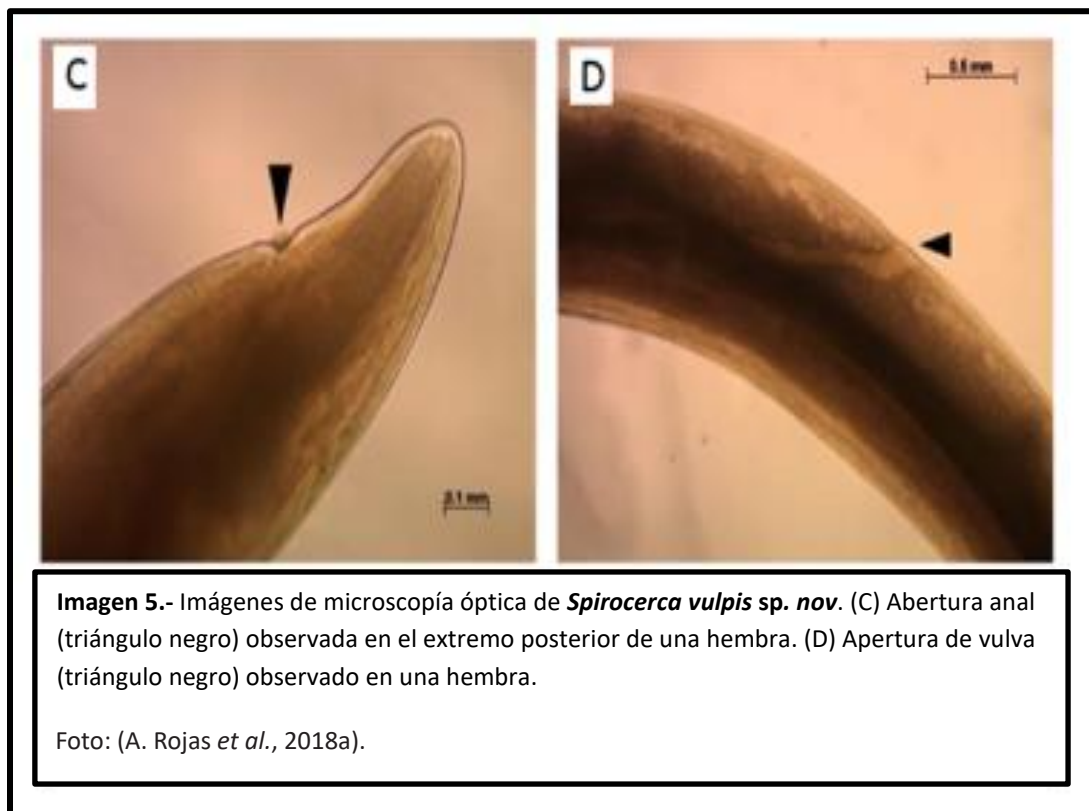 C
D
0.1 mm
Imagen 5.- Imágenes de microscopía óptica de Spirocerca vulpis sp. nov. (C) Abertura anal
(triángulo negro) observada en el extremo posterior de una hembra. (D) Apertura de vulva
(triángulo negro) observado en una hembra.
Foto: (A. Rojas et al., 2018a).